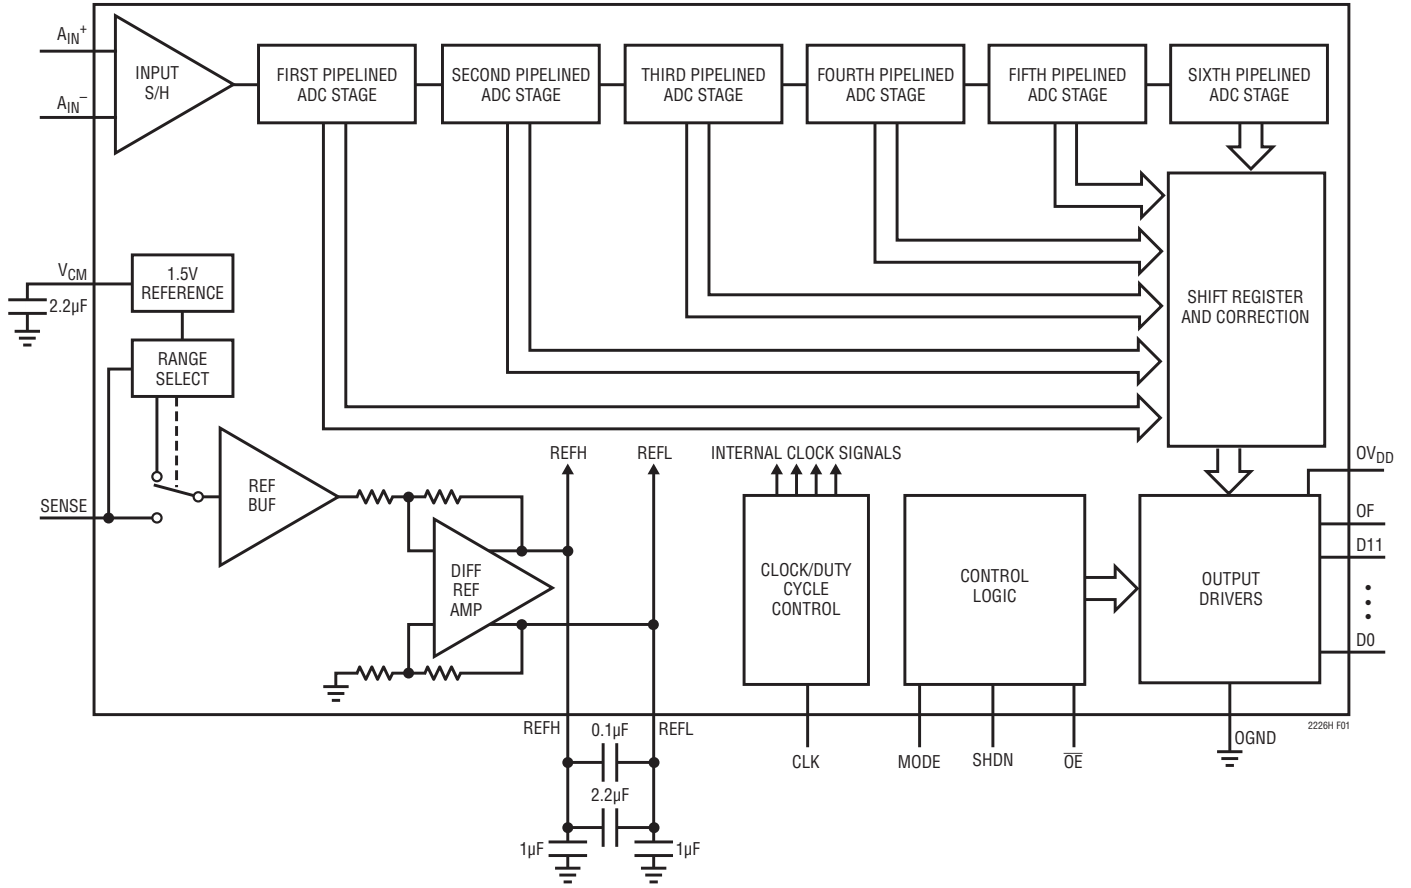 AIN+
AIN–
INPUT
S/H
FIRST PIPELINED
ADC STAGE
SECOND PIPELINED
ADC STAGE
THIRD PIPELINED
ADC STAGE
FOURTH PIPELINED
ADC STAGE
FIFTH PIPELINED
ADC STAGE
SIXTH PIPELINED
ADC STAGE
VCM
2.2µF
1.5V
REFERENCE
RANGE
SELECT
SHIFT REGISTER
AND CORRECTION
SENSE
REF
BUF
REFH
REFL
INTERNAL CLOCK SIGNALS
DIFF
REF
AMP
CLOCK/DUTY
CYCLE
CONTROL
CONTROL
LOGIC
OUTPUT
DRIVERS
OVDD
OF
D11
D0
REFH
0.1µF
REFL
2.2µF
1µF
1µF
CLK
MODE
SHDN
O̅E̅
OGND
2226H F01